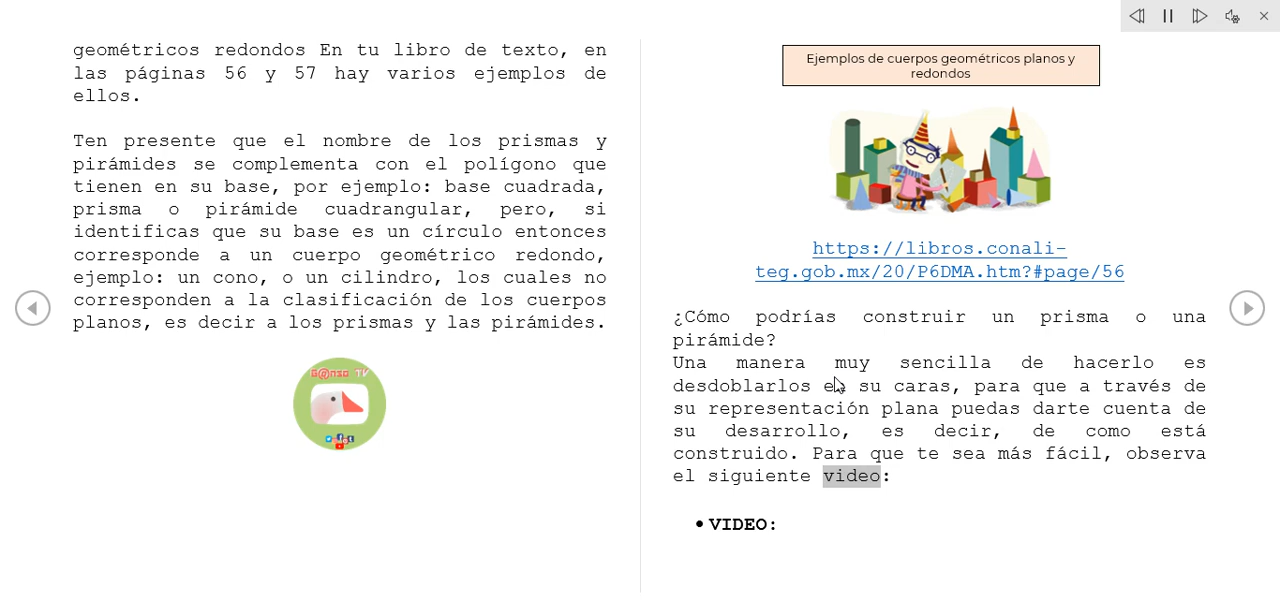 geométricos redondos En tu libro de texto, en
las páginas 56 y 57 hay varios ejemplos de
ellos.
Ten presente que el nombre de los prismas y
pirámides se complementa con el polígono que
tienen en su base, por ejemplo: base cuadrada,
prisma o pirámide cuadrangular, pero, si
identificas que su base es un círculo entonces
corresponde a un cuerpo geométrico redondo,
ejemplo: un cono, o un cilindro, los cuales no
corresponden a la clasificación de los cuerpos
planos, es decir a los prismas y las pirámides.
G@nso TV
Ejemplos de cuerpos geométricos planos y
redondos
https://libros.conali-
teg.gob.mx/20/P6DMA.htm?#page/56
¿Cómo podrías construir un prisma o una
pirámide?
Una manera muy sencilla de hacerlo es
desdoblarlos en su caras, para que a través de
su representación plana puedas darte cuenta de
su desarrollo, es decir, de como está
construido. Para que te sea más fácil, observa
el siguiente video:
• VIDEO: